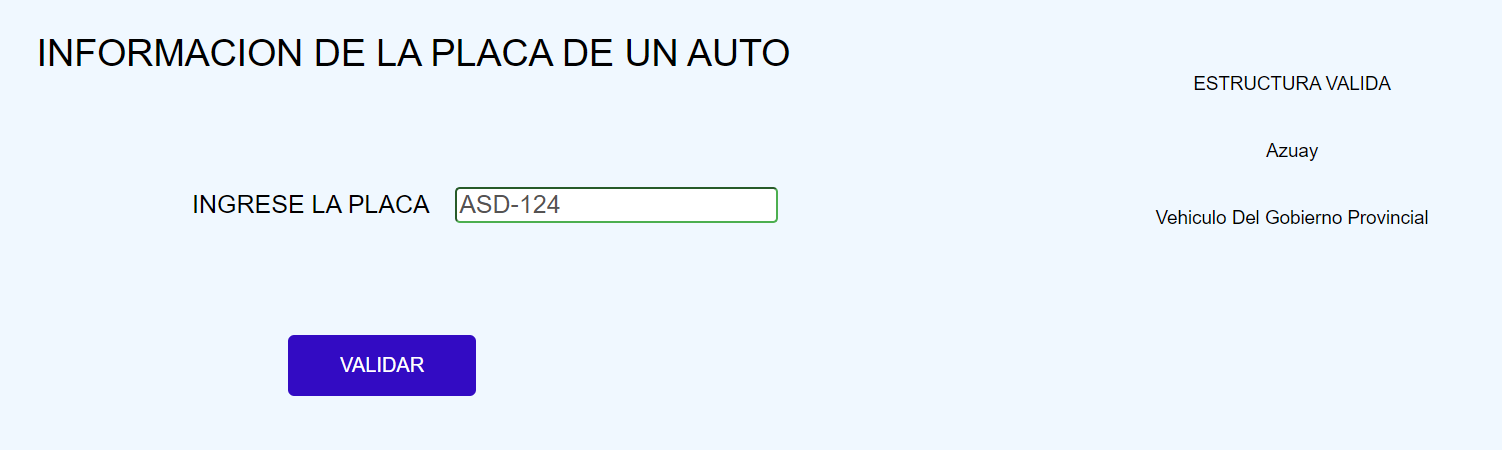 INFORMACION DE LA PLACA DE UN AUTO
INGRESE LA PLACA
ASD-124
VALIDAR
ESTRUCTURA VALIDA
Azuay
Vehiculo Del Gobierno Provincial